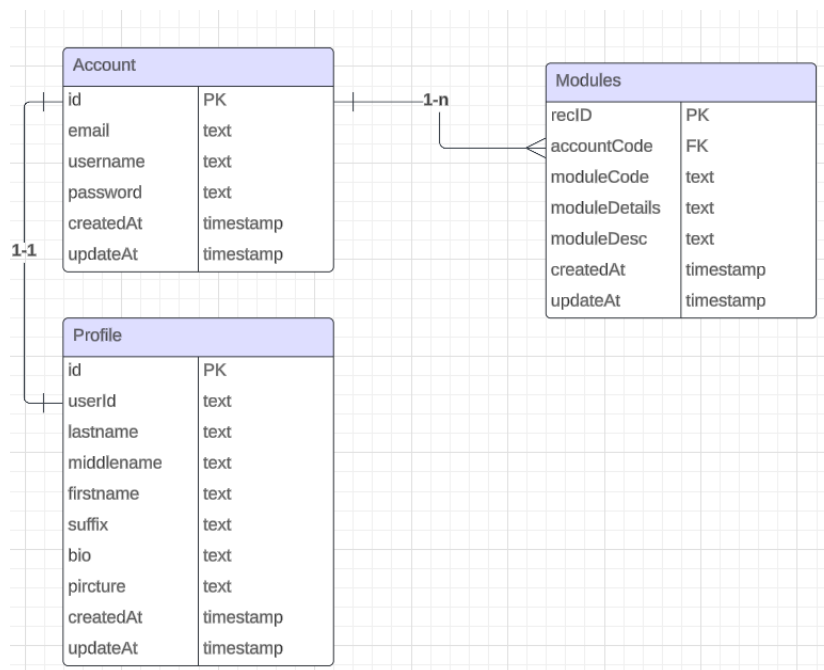 Account
id PK
email text
username text
password text
createdAt timestamp
updateAt timestamp
1-1
1-n
Modules
recID PK
accountCode FK
moduleCode text
moduleDetails text
moduleDesc text
createdAt timestamp
updateAt timestamp
Profile
id PK
userId text
lastname text
middlename text
firstname text
suffix text
bio text
pircture text
createdAt timestamp
updateAt timestamp